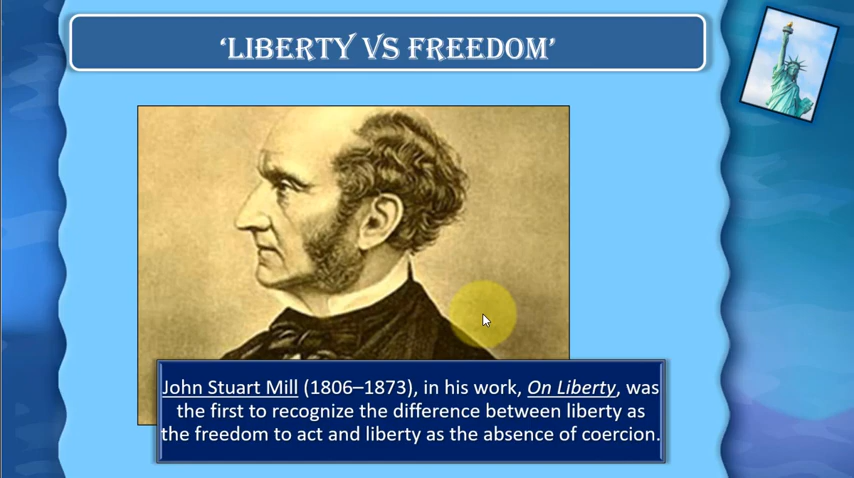 ‘LIBERTY VS FREEDOM’
John Stuart Mill (1806–1873), in his work, On Liberty, was
the first to recognize the difference between liberty as
the freedom to act and liberty as the absence of coercion.